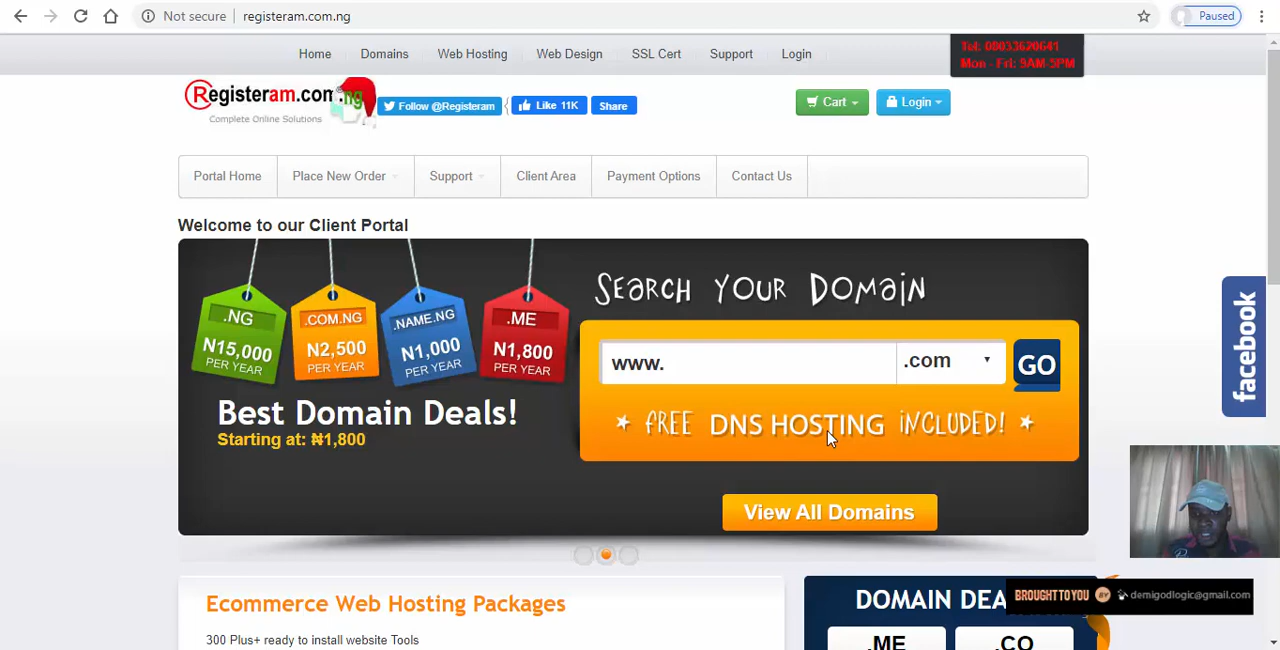 Not secure registeram.com.ng Paused
Home Domains Web Hosting Web Design SSL Cert Support Login
Tel: 08033620641
Mon - Fri: 9AM-5PM
Registeram.com.ng
Complete Online Solutions
Follow @Registeram Like 11K Share
Cart Login
Portal Home Place New Order Support Client Area Payment Options Contact Us
Welcome to our Client Portal
.NG
N15,000
PER YEAR
.COM.NG
N2,500
PER YEAR
.NAME.NG
N1,000
PER YEAR
.ME
N1,800
PER YEAR
Best Domain Deals!
Starting at: ₦1,800
Search Your Domain
www. .com GO
FREE DNS HOSTING INCLUDED!
View All Domains
facebook
Ecommerce Web Hosting Packages
300 Plus+ ready to install website Tools
DOMAIN DEA
.ME .CO
BROUGHT TO YOU BY demigodlogic@gmail.com